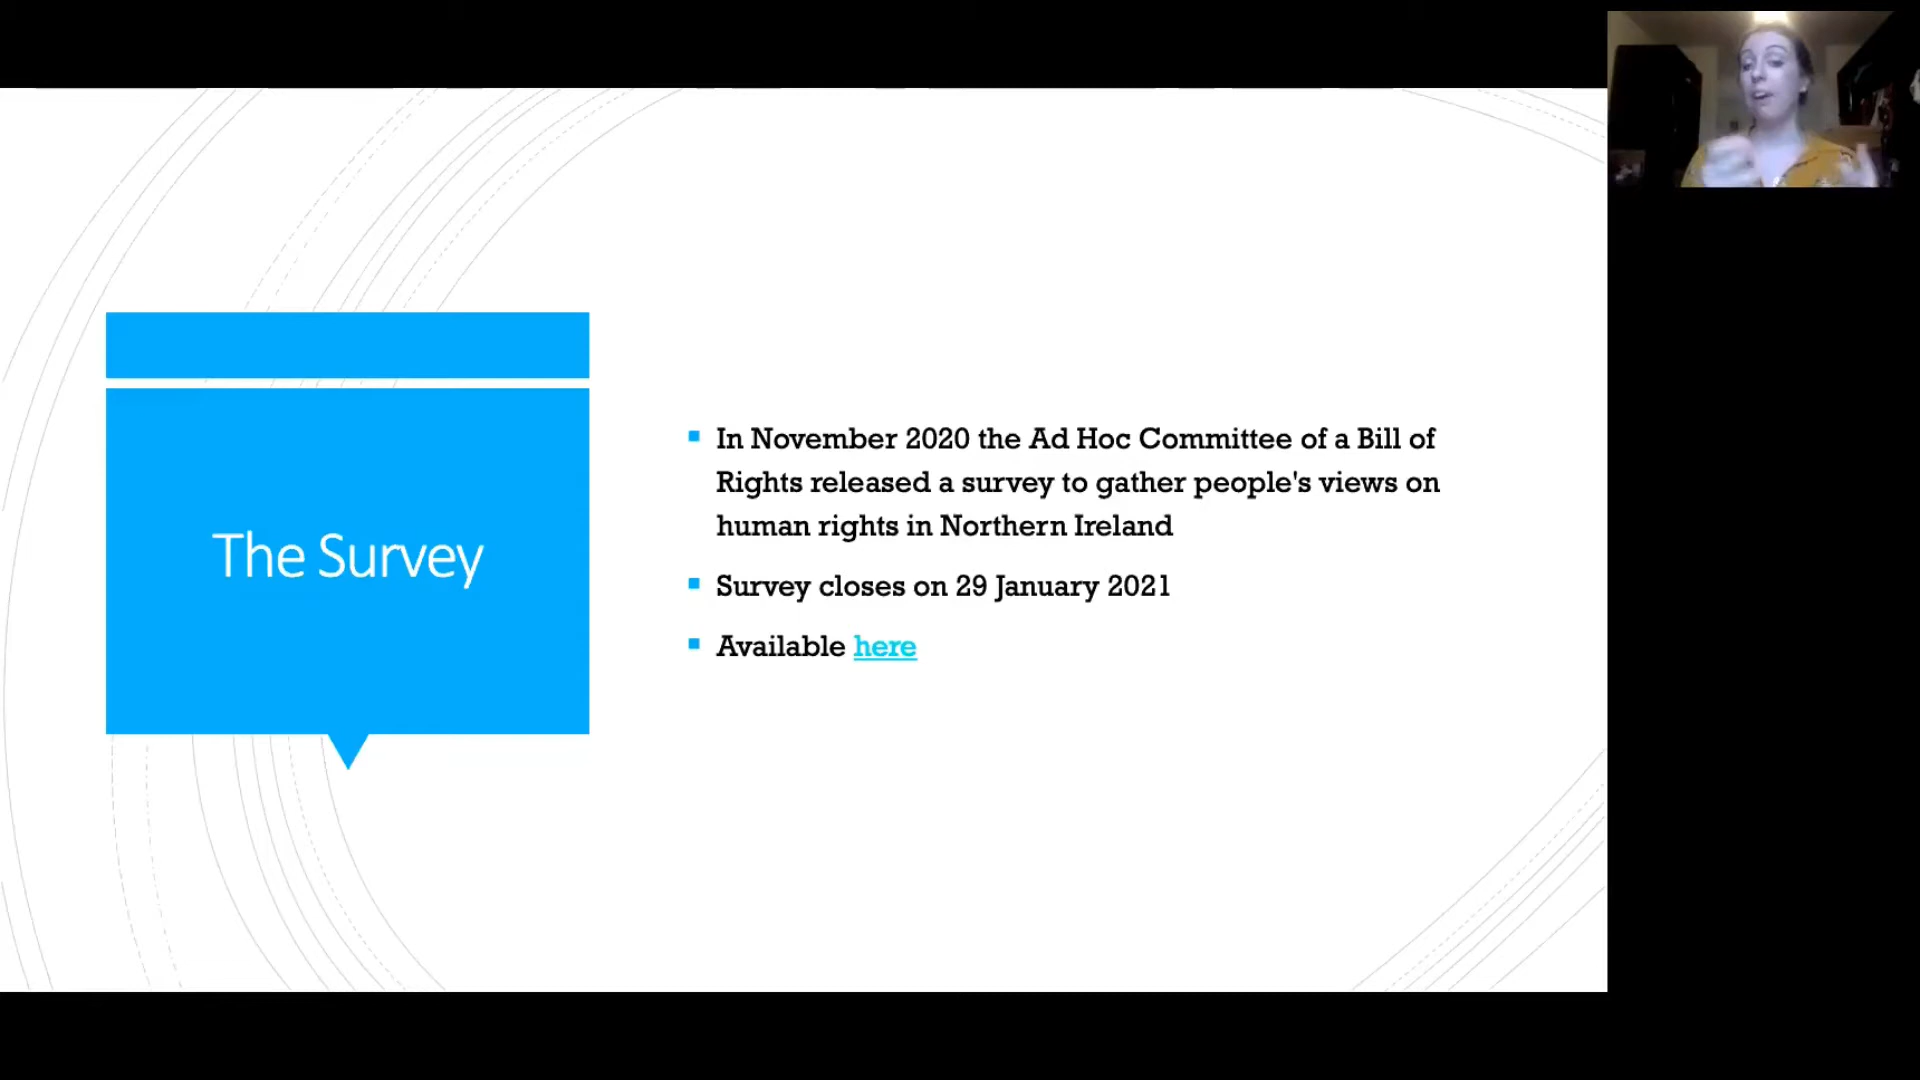 The Survey
In November 2020 the Ad Hoc Committee of a Bill of
Rights released a survey to gather people's views on
human rights in Northern Ireland
Survey closes on 29 January 2021
Available here